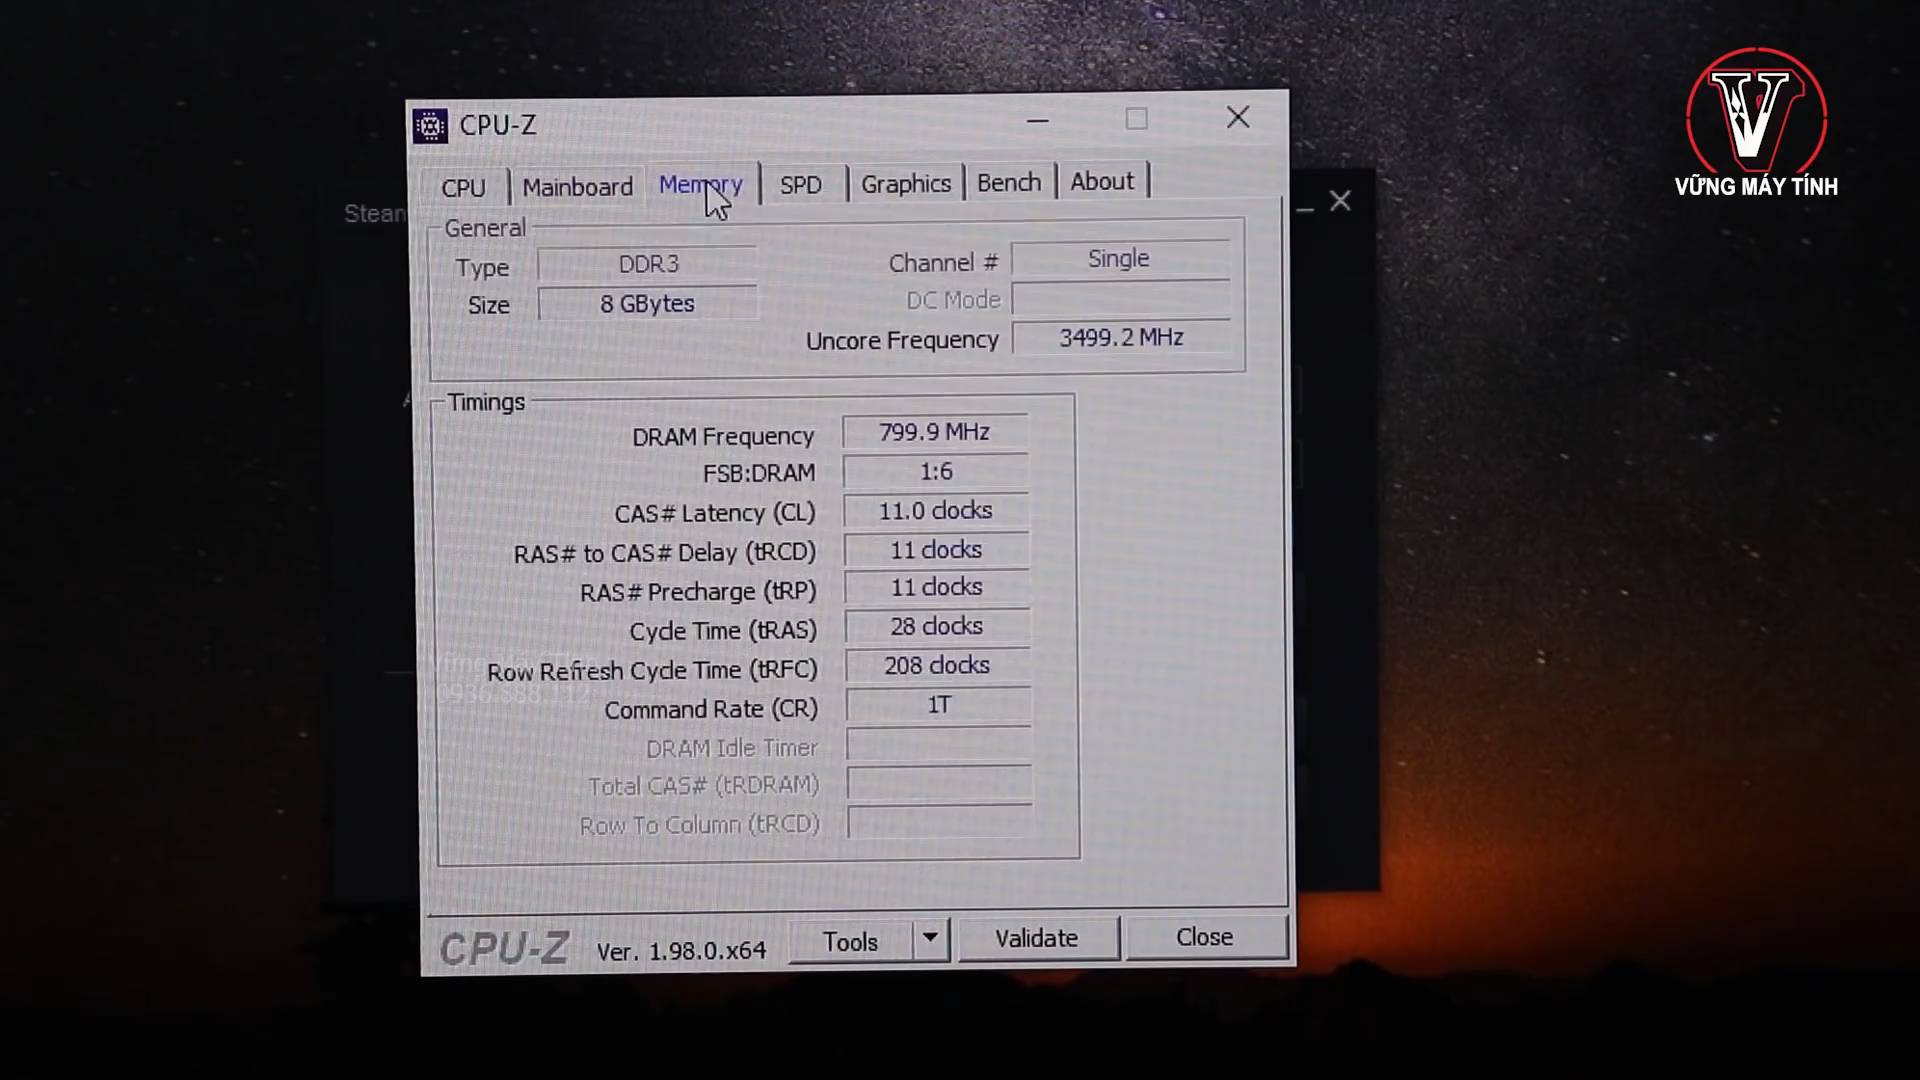 CPU-Z
VỮNG MÁY TÍNH
CPU Mainboard Memory SPD Graphics Bench About
Steam
General
Type DDR3 Channel # Single
Size 8 GBytes DC Mode
Uncore Frequency 3499.2 MHz
Timings
DRAM Frequency 799.9 MHz
FSB:DRAM 1:6
CAS# Latency (CL) 11.0 clocks
RAS# to CAS# Delay (tRCD) 11 clocks
RAS# Precharge (tRP) 11 clocks
Cycle Time (tRAS) 28 clocks
Row Refresh Cycle Time (tRFC) 208 clocks
Command Rate (CR) 1T
DRAM Idle Timer
Total CAS# (tRDRAM)
Row To Column (tRCD)
CPU-Z Ver. 1.98.0.x64 Tools Validate Close